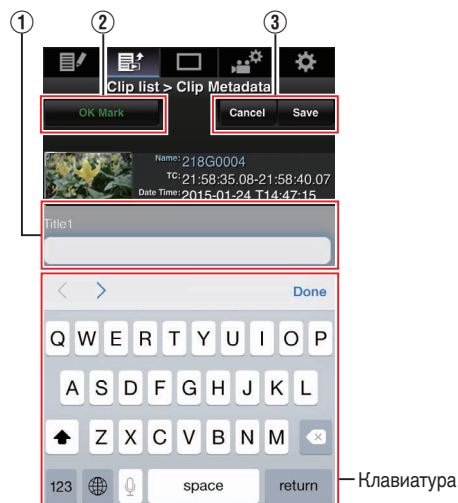 ① ② ③
Clip list > Clip Metadata
OK Mark Cancel Save
Name: 218G0004
TC: 21:58:35.08-21:58:40.07
Date Time: 2015-01-24 T14:47:15
Title1
Done
Q W E R T Y U I O P
A S D F G H J K L
Z X C V B N M
123 space return
Клавиатура